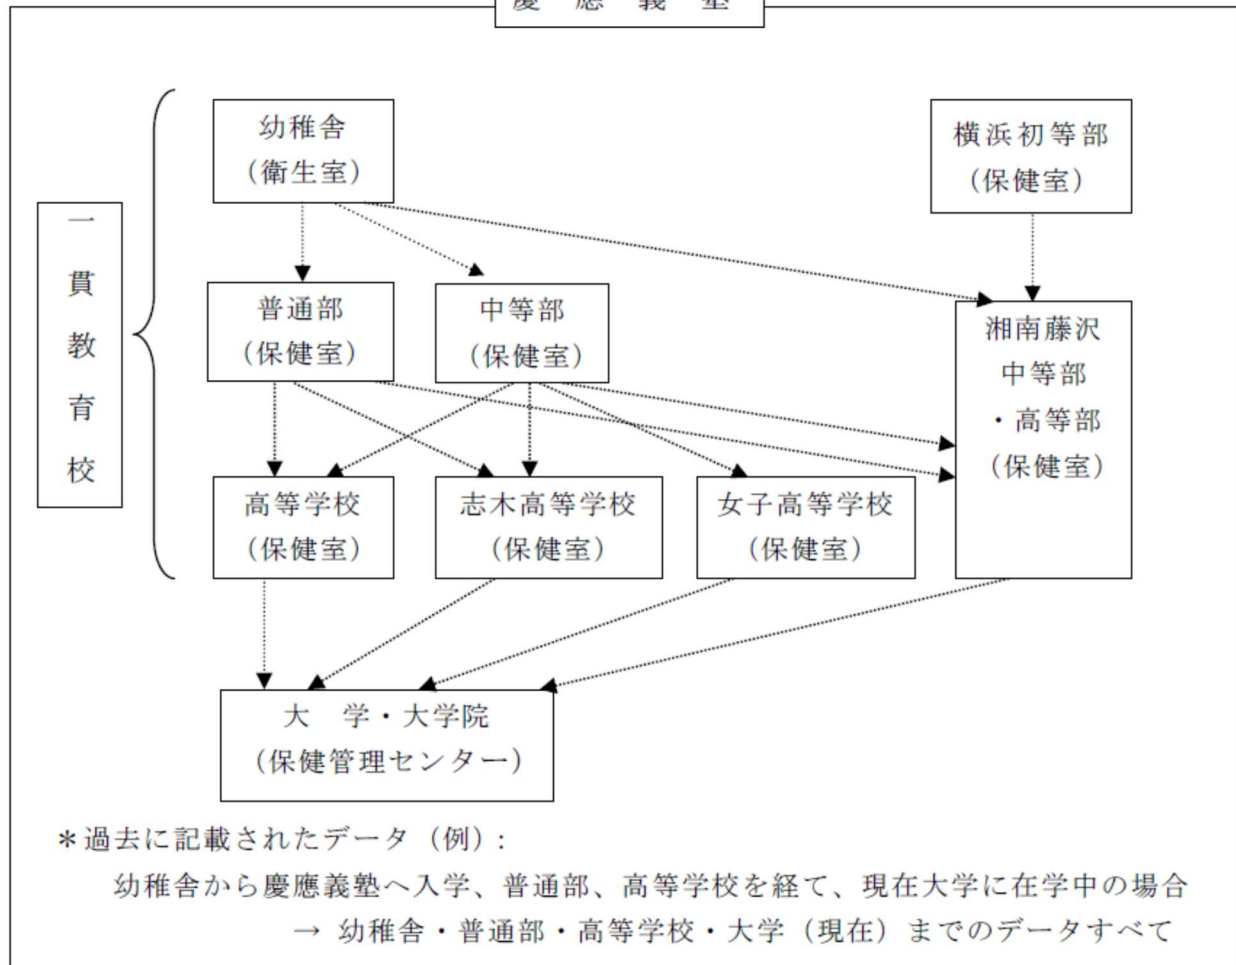 慶 應 義 塾
幼稚舎
(衛生室)
横浜初等部
(保健室)
一貫教育校
普通部
(保健室)
中等部
(保健室)
湘南藤沢
中等部
・高等部
(保健室)
高等学校
(保健室)
志木高等学校
(保健室)
女子高等学校
(保健室)
大 学・大学院
(保健管理センター)
*過去に記載されたデータ(例):
幼稚舎から慶應義塾へ入学、普通部、高等学校を経て、現在大学に在学中の場合
→ 幼稚舎・普通部・高等学校・大学(現在)までのデータすべて